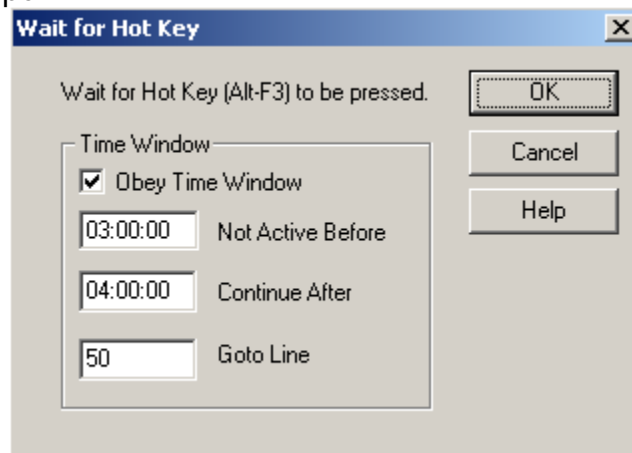 Wait for Hot Key
Wait for Hot Key (Alt-F3) to be pressed.
OK
Time Window
Cancel
Obey Time Window
Help
03:00:00 Not Active Before
04:00:00 Continue After
50 Goto Line